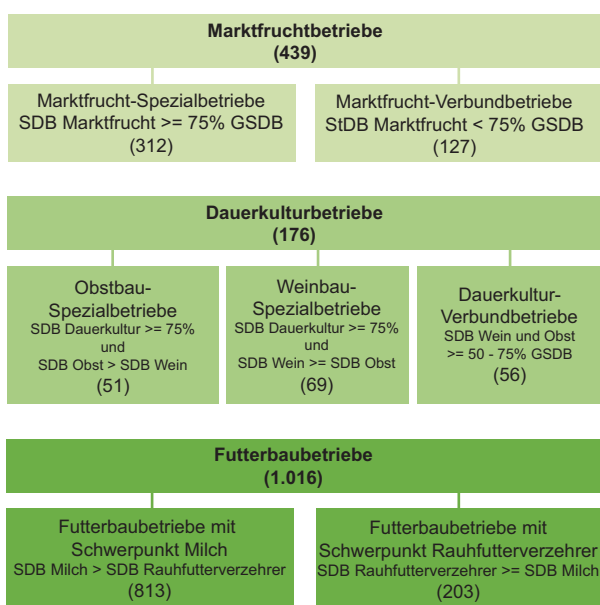 Marktfruchtbetriebe
(439)
Marktfrucht-Spezialbetriebe
SDB Marktfrucht >= 75% GSDB
(312)
Marktfrucht-Verbundbetriebe
StDB Marktfrucht < 75% GSDB
(127)
Dauerkulturbetriebe
(176)
Obstbau-
Spezialbetriebe
SDB Dauerkultur >= 75%
und
SDB Obst > SDB Wein
(51)
Weinbau-
Spezialbetriebe
SDB Dauerkultur >= 75%
und
SDB Wein >= SDB Obst
(69)
Dauerkultur-
Verbundbetriebe
SDB Wein und Obst
>= 50 - 75% GSDB
(56)
Futterbaubetriebe
(1.016)
Futterbaubetriebe mit
Schwerpunkt Milch
SDB Milch > SDB Rauhfutterverzehrer
(813)
Futterbaubetriebe mit
Schwerpunkt Rauhfutterverzehrer
SDB Rauhfutterverzehrer >= SDB Milch
(203)